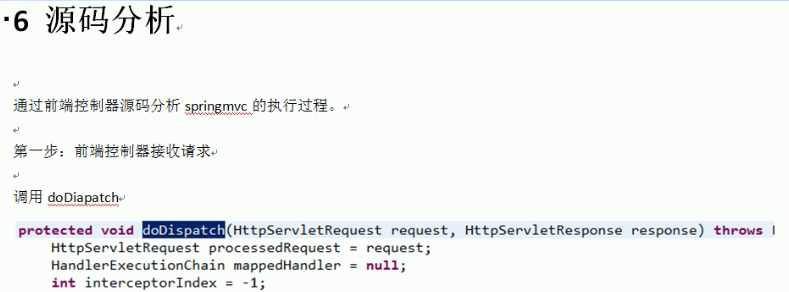 ·6 源码分析
通过前端控制器源码分析 springmvc 的执行过程。
第一步：前端控制器接收请求
调用 doDiapatch
protected void doDispatch(HttpServletRequest request, HttpServletResponse response) throws
HttpServletRequest processedRequest = request;
HandlerExecutionChain mappedHandler = null;
int interceptorIndex = -1;